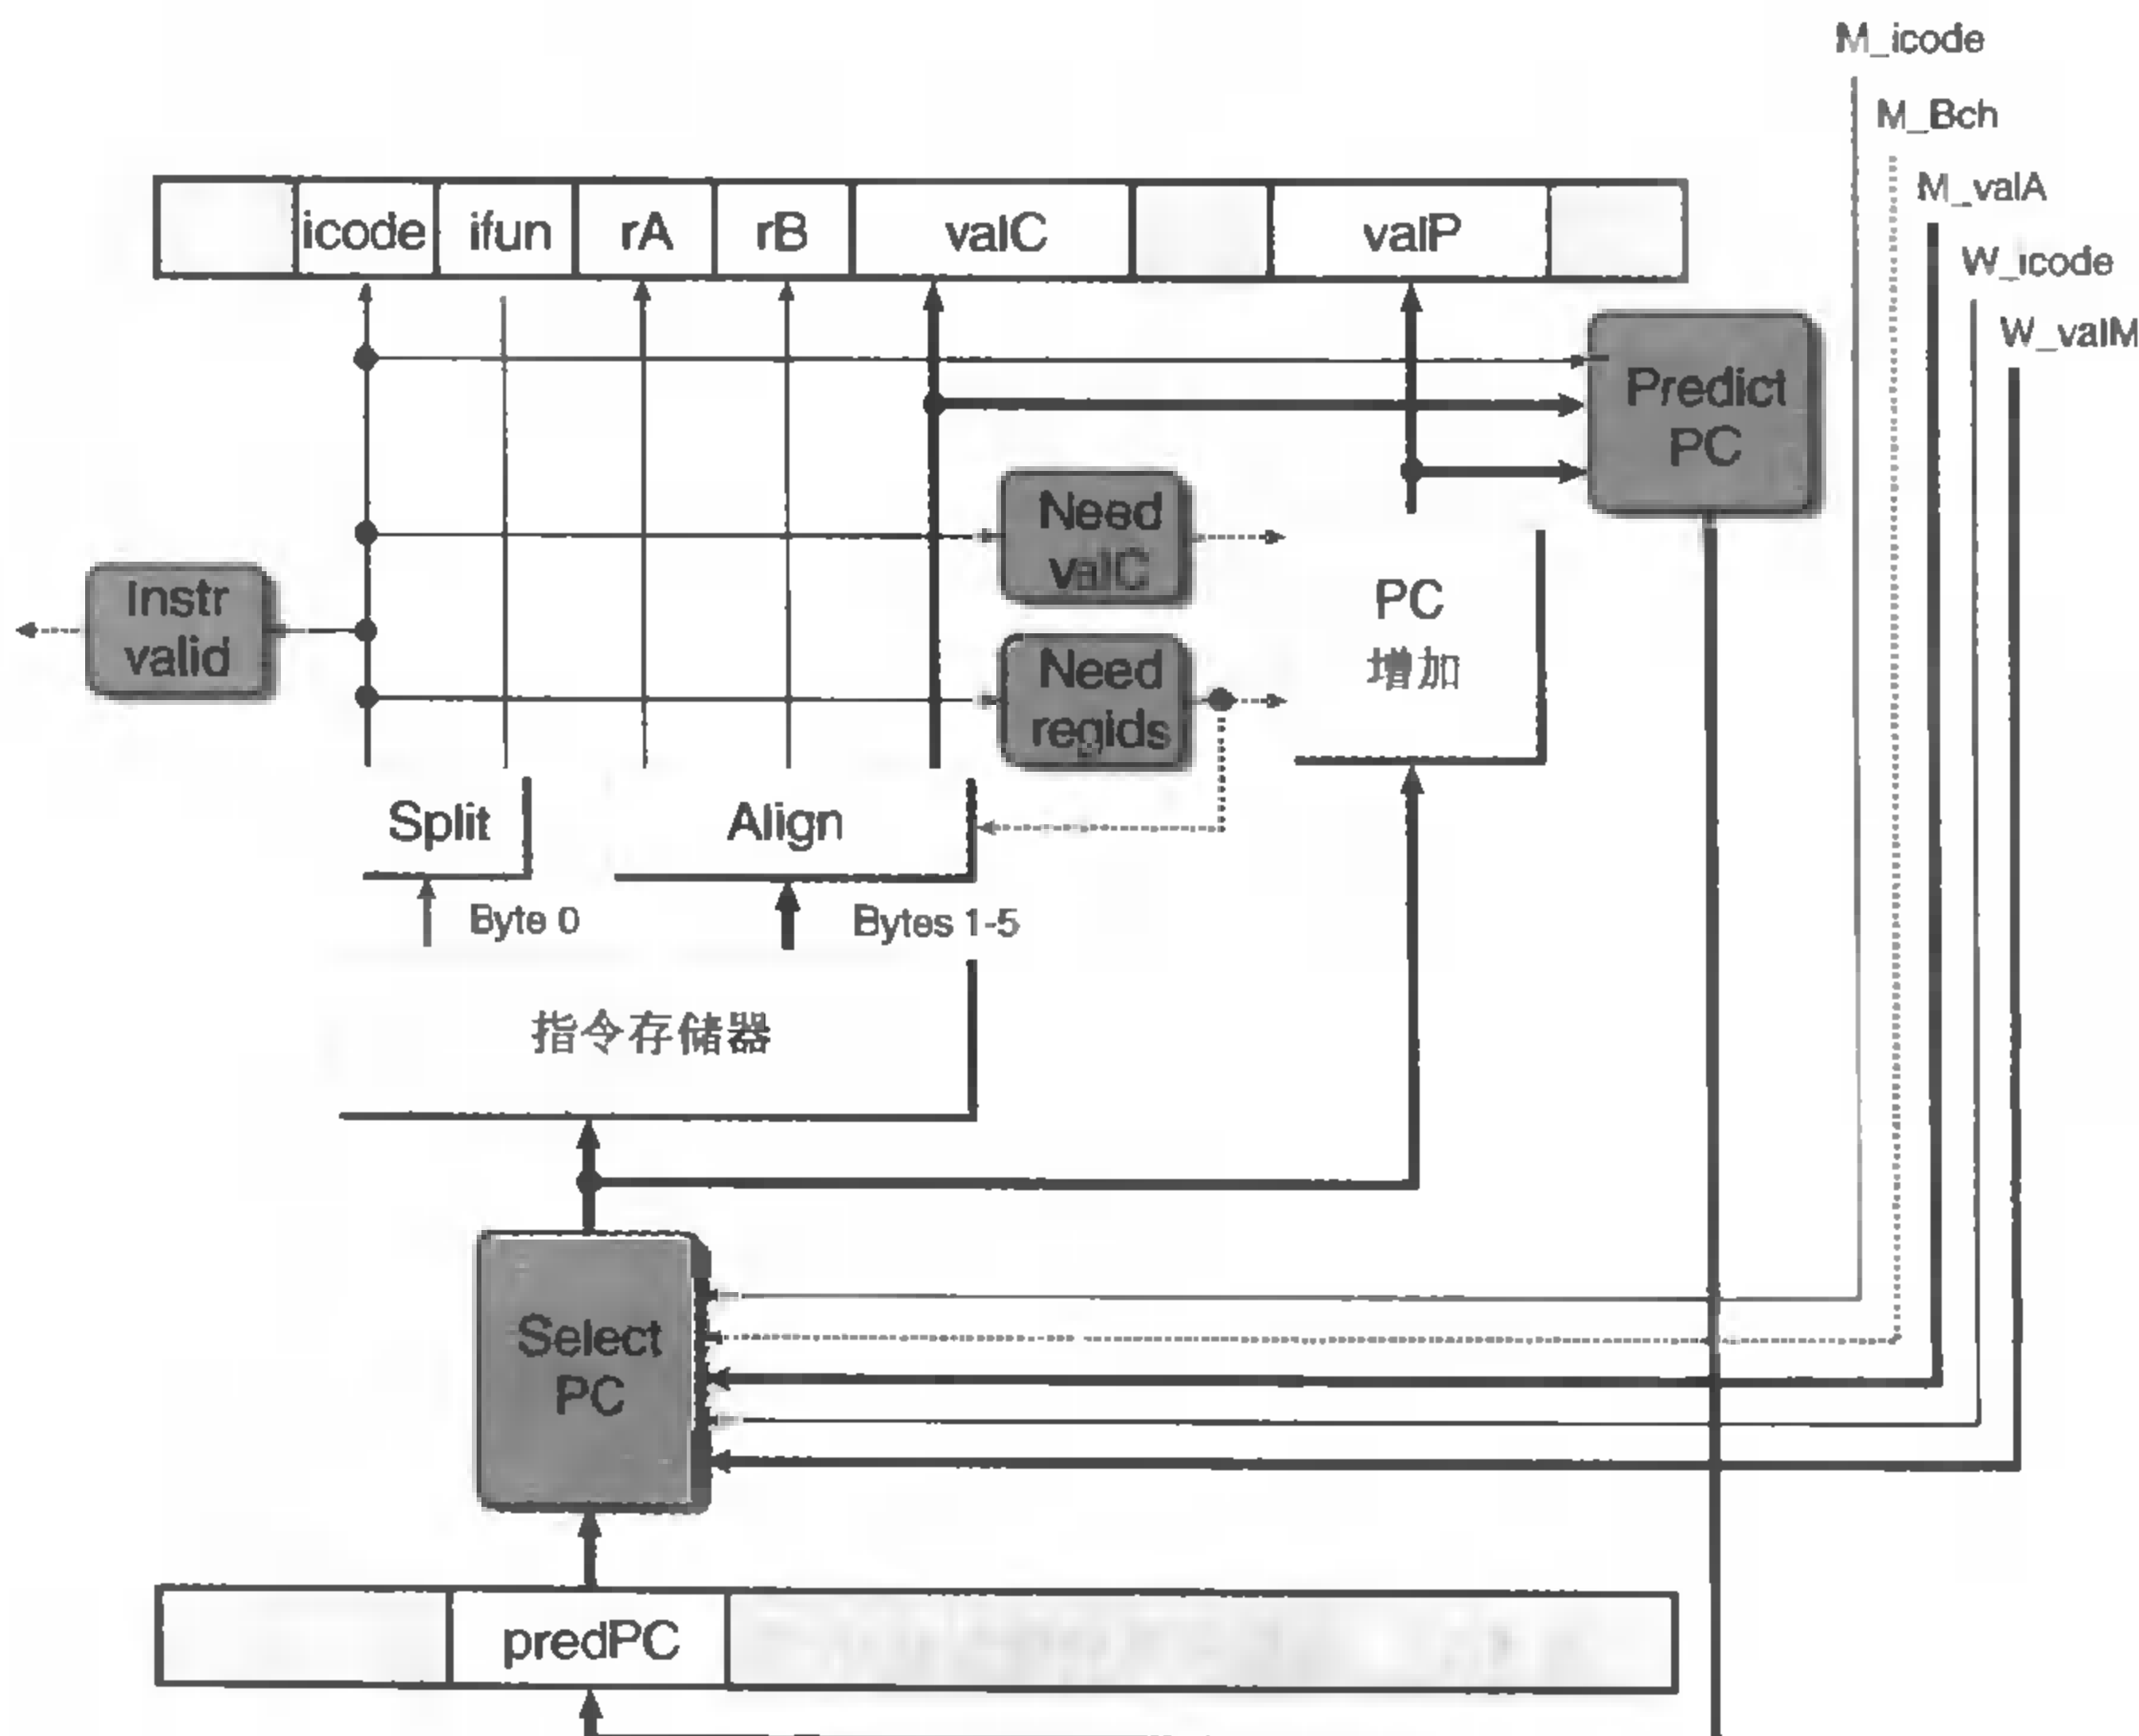 M_icode
M_Bch
M_valA
W_icode
W_valM
icode ifun rA rB valC valP
Predict
PC
Need
valC
Instr
valid
PC
增加
Need
regids
Split
Align
Byte 0
Bytes 1-5
指令存储器
Select
PC
predPC